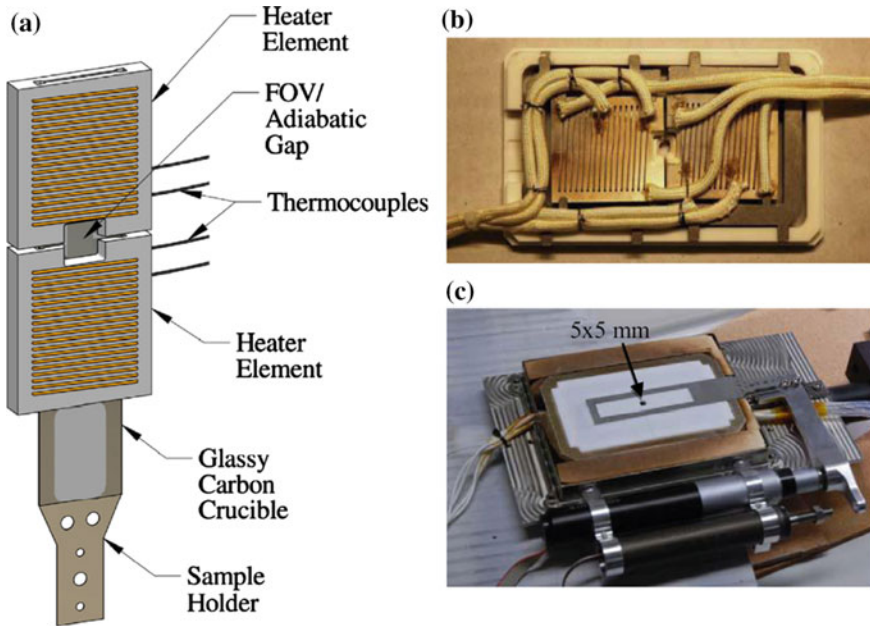 (a)
Heater
Element
FOV/
Adiabatic
Gap
Thermocouples
Heater
Element
Glassy
Carbon
Crucible
Sample
Holder
(b)
(c)
5x5 mm